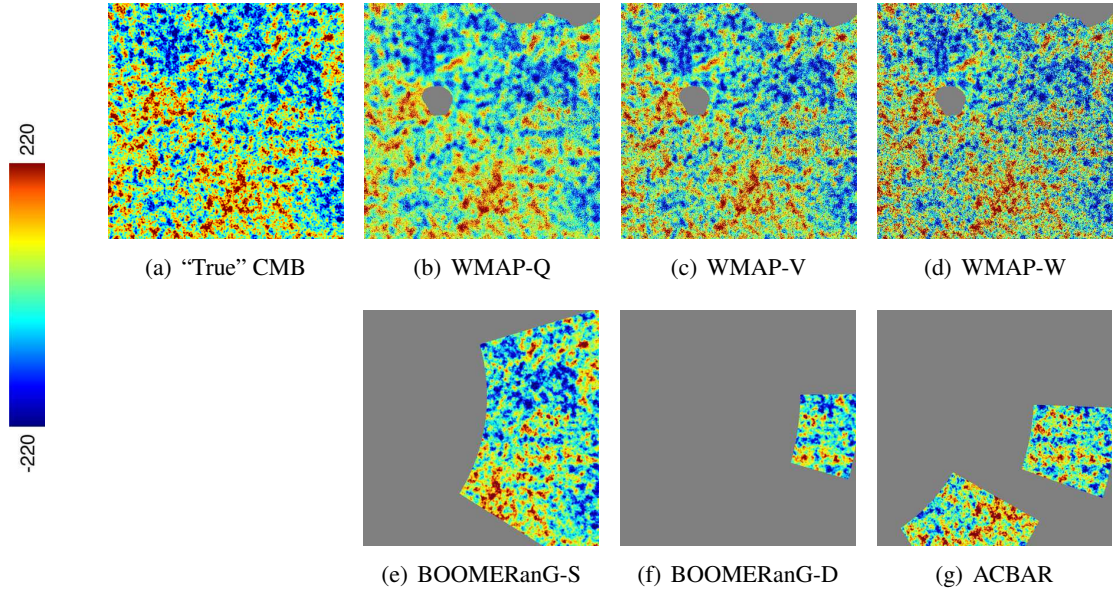 220
-220
(a) “True” CMB
(b) WMAP-Q
(c) WMAP-V
(d) WMAP-W
(e) BOOMERanG-S
(f) BOOMERanG-D
(g) ACBAR